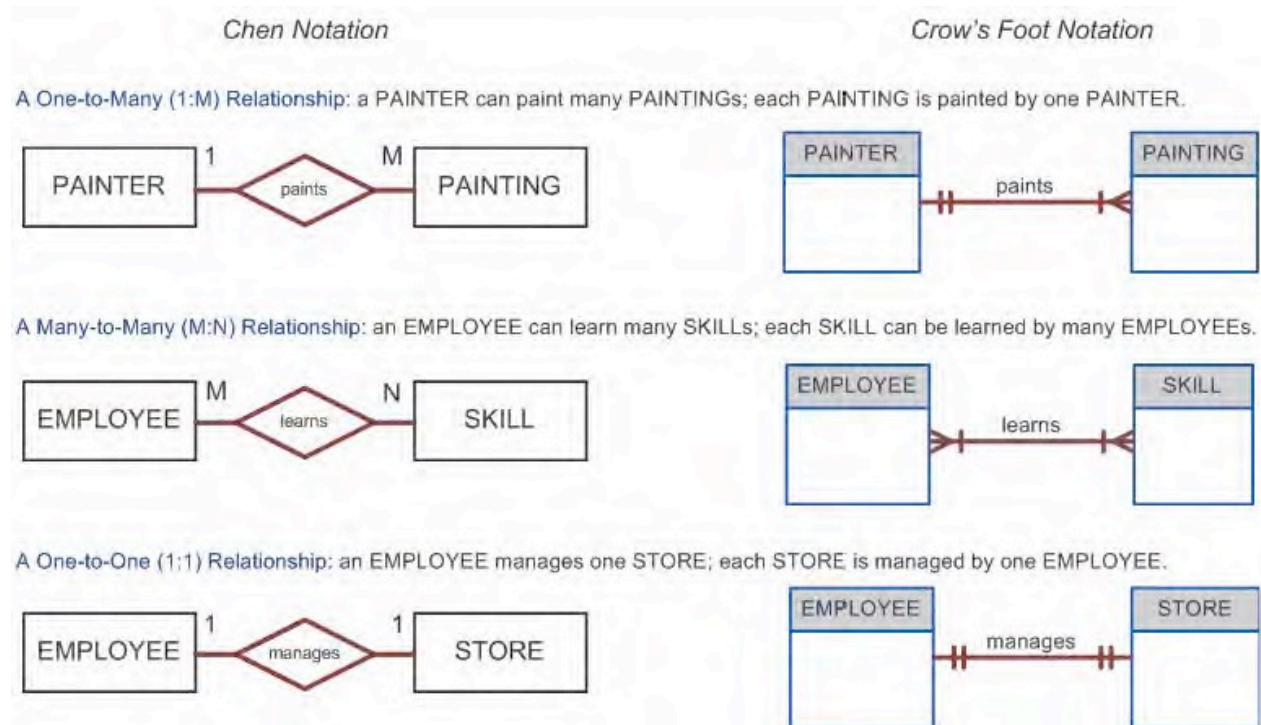 Chen Notation
Crow's Foot Notation
A One-to-Many (1:M) Relationship: a PAINTER can paint many PAINTINGs; each PAINTING is painted by one PAINTER.
PAINTER
1
paints
M
PAINTING
PAINTER
paints
PAINTING
A Many-to-Many (M:N) Relationship: an EMPLOYEE can learn many SKILLs; each SKILL can be learned by many EMPLOYEEs.
EMPLOYEE
M
learns
N
SKILL
EMPLOYEE
learns
SKILL
A One-to-One (1:1) Relationship: an EMPLOYEE manages one STORE; each STORE is managed by one EMPLOYEE.
EMPLOYEE
1
manages
1
STORE
EMPLOYEE
manages
STORE